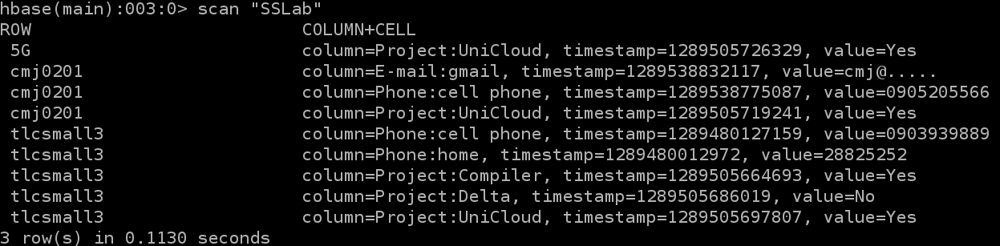 hbase(main):003:0> scan "SSLab"
ROW COLUMN+CELL
5G column=Project:UniCloud, timestamp=1289505726329, value=Yes
cmj0201 column=E-mail:gmail, timestamp=1289538832117, value=cmj@.....
cmj0201 column=Phone:cell phone, timestamp=1289538775087, value=0905205566
cmj0201 column=Project:UniCloud, timestamp=1289505719241, value=Yes
tlcsmall3 column=Phone:cell phone, timestamp=1289480127159, value=0903939889
tlcsmall3 column=Phone:home, timestamp=1289480012972, value=28825252
tlcsmall3 column=Project:Compiler, timestamp=1289505664693, value=Yes
tlcsmall3 column=Project:Delta, timestamp=1289505686019, value=No
tlcsmall3 column=Project:UniCloud, timestamp=1289505697807, value=Yes
3 row(s) in 0.1130 seconds